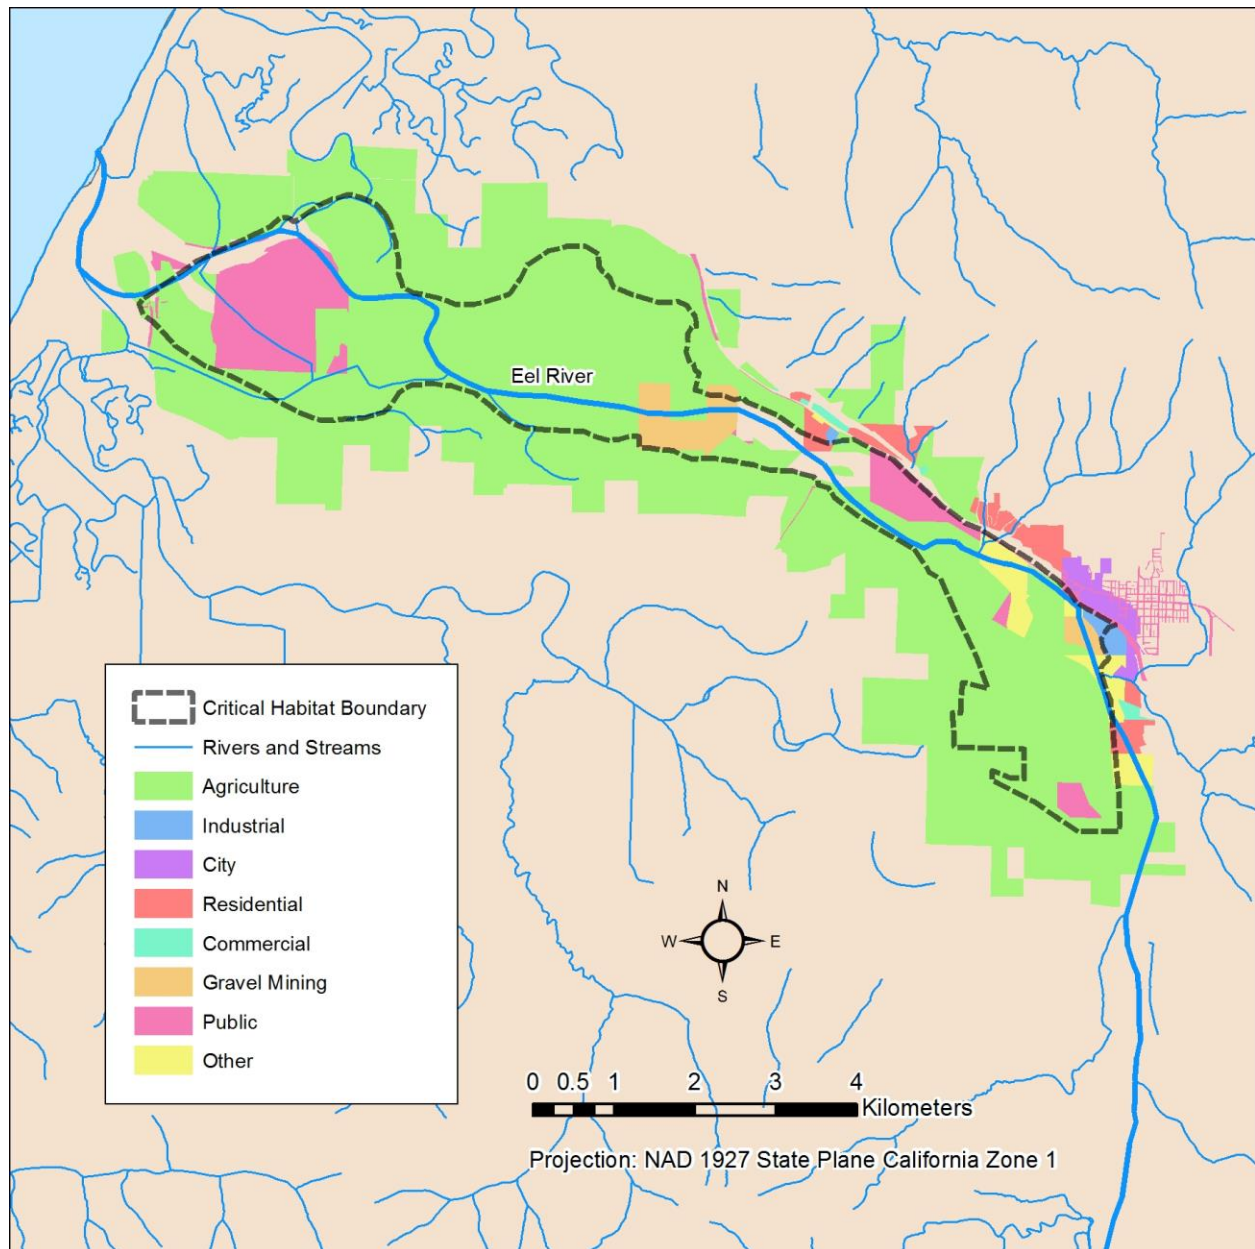 Eel River
Critical Habitat Boundary
Rivers and Streams
Agriculture
Industrial
City
Residential
Commercial
Gravel Mining
Public
Other
N
W E
S
0 0.5 1 2 3 4
Kilometers
Projection: NAD 1927 State Plane California Zone 1